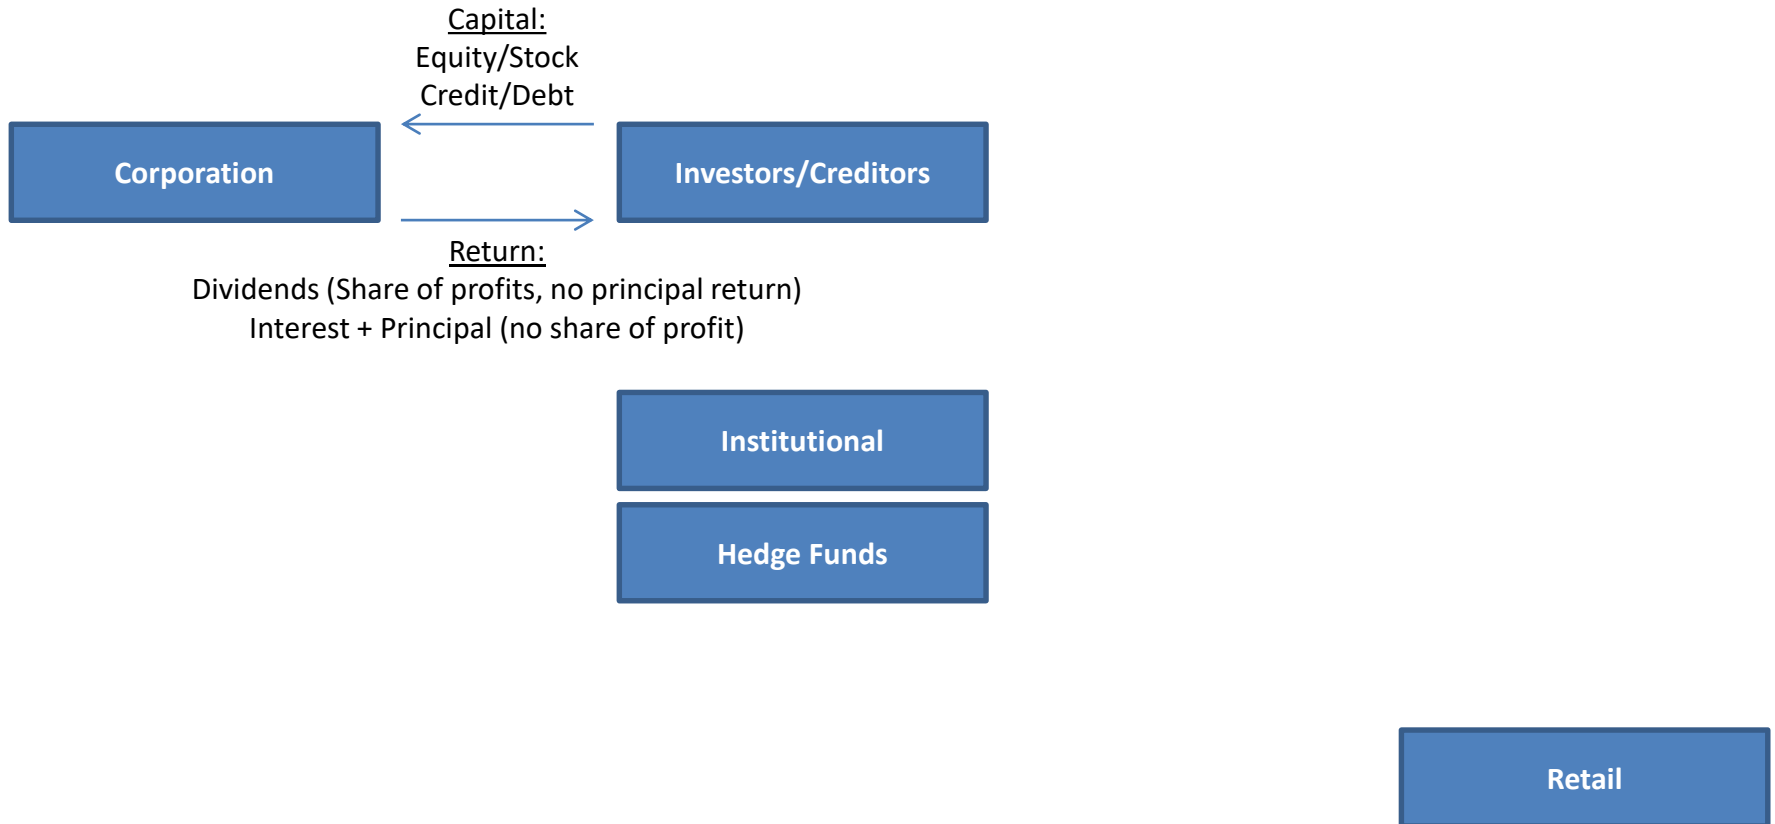 Capital:
Equity/Stock
Credit/Debt
Corporation
Investors/Creditors
Return:
Dividends (Share of profits, no principal return)
Interest + Principal (no share of profit)
Institutional
Hedge Funds
Retail